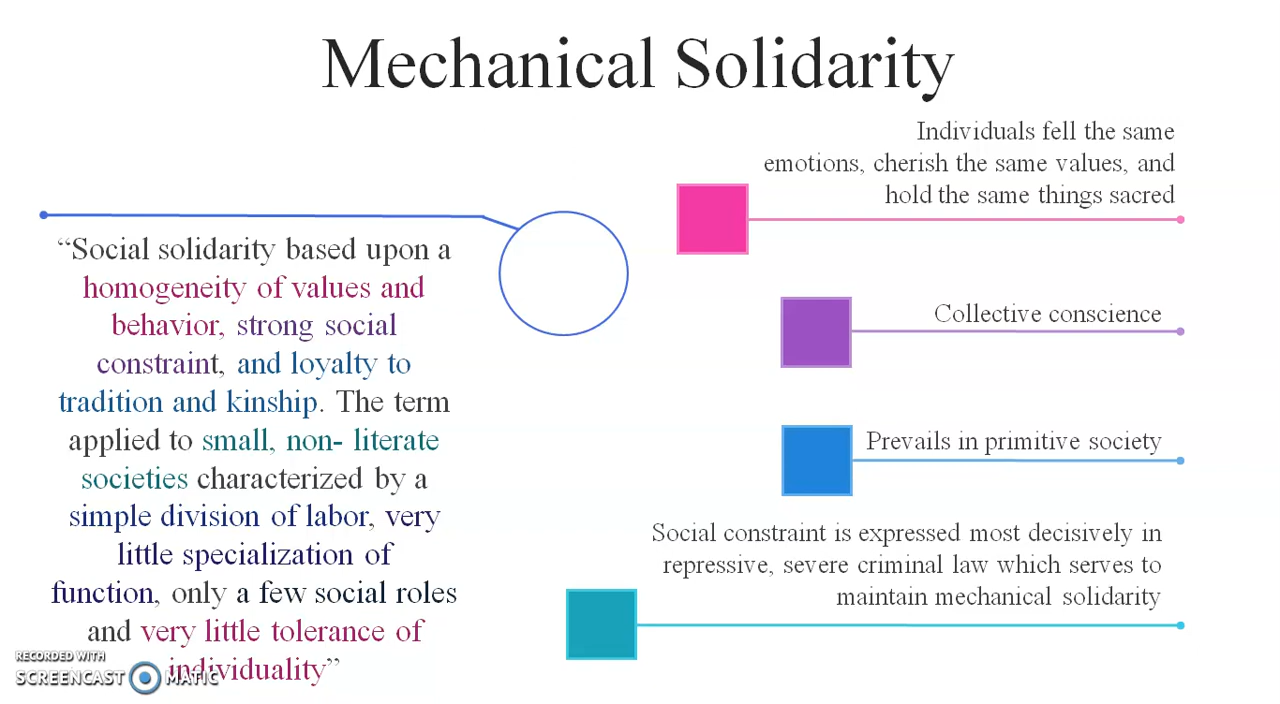 Mechanical Solidarity
“Social solidarity based upon a
homogeneity of values and
behavior, strong social
constraint, and loyalty to
tradition and kinship. The term
applied to small, non- literate
societies characterized by a
simple division of labor, very
little specialization of
function, only a few social roles
and very little tolerance of
individuality”
Individuals fell the same
emotions, cherish the same values, and
hold the same things sacred
Collective conscience
Prevails in primitive society
Social constraint is expressed most decisively in
repressive, severe criminal law which serves to
maintain mechanical solidarity
RECORDED WITH
SCREENCAST MATIC